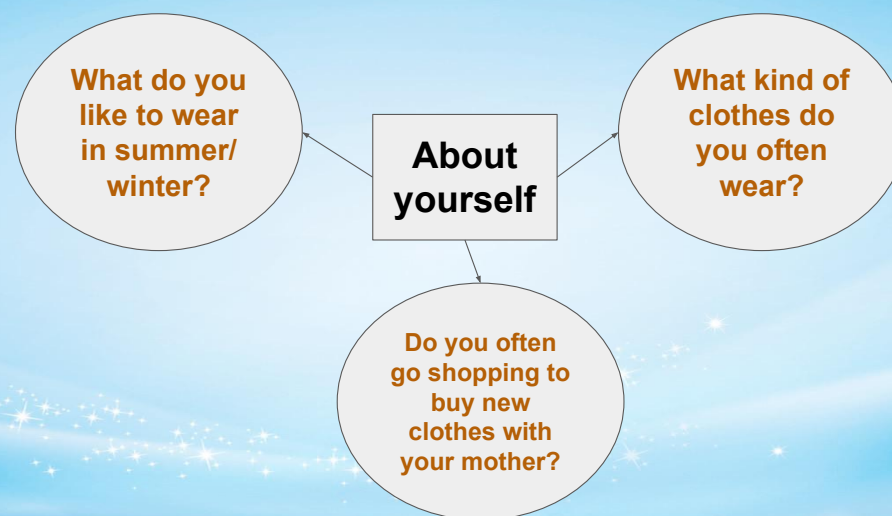 What do you
like to wear
in summer/
winter?
About
yourself
What kind of
clothes do
you often
wear?
Do you often
go shopping to
buy new
clothes with
your mother?